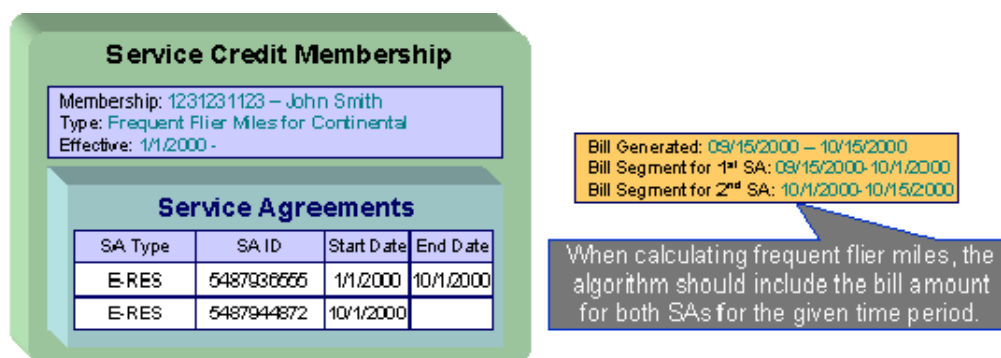 Service Credit Membership
Membership: 1231231123 – John Smith
Type: Frequent Flier Miles for Continental
Effective: 1/1/2000 -
Service Agreements
SA Type SA ID Start Date End Date
E-RES 5487936555 1/1/2000 10/1/2000
E-RES 5487944872 10/1/2000
Bill Generated: 09/15/2000 – 10/15/2000
Bill Segment for 1st SA: 09/15/2000-10/1/2000
Bill Segment for 2nd SA: 10/1/2000-10/15/2000
When calculating frequent flier miles, the
algorithm should include the bill amount
for both SAs for the given time period.